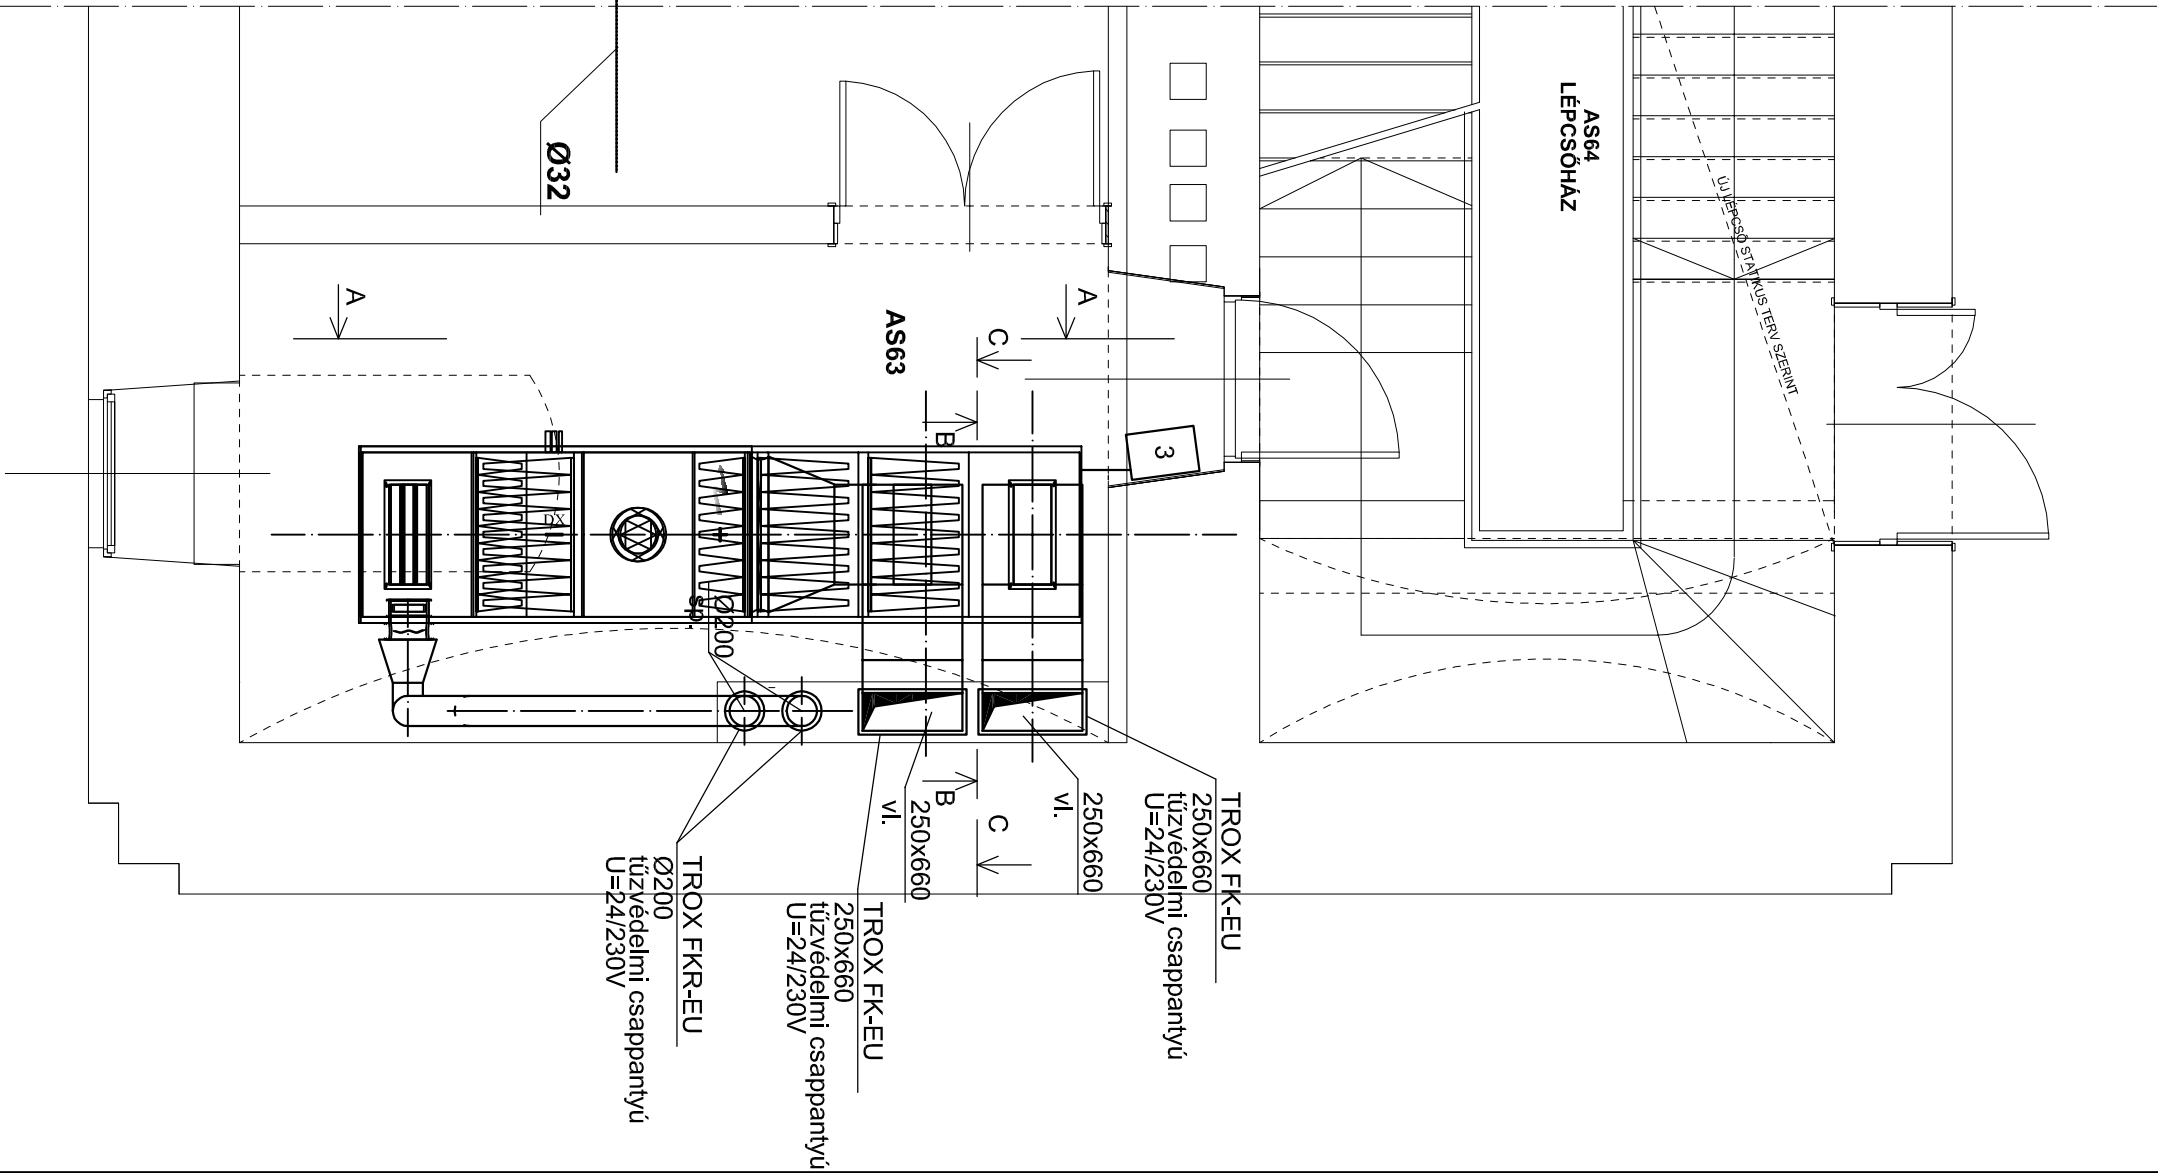 Ø32
AS64
LÉPCSŐHÁZ
ÚJ LÉPCSŐ STATIKUS TERV SZERINT
A
A
AS63
C
B
3
DX
Ø200
sp.
B
C
250x660
vl.
250x660
vl.
TROX FK-EU
250x660
tűzvédelmi csappantyú
U=24/230V
TROX FK-EU
250x660
tűzvédelmi csappantyú
U=24/230V
TROX FKR-EU
Ø200
tűzvédelmi csappantyú
U=24/230V